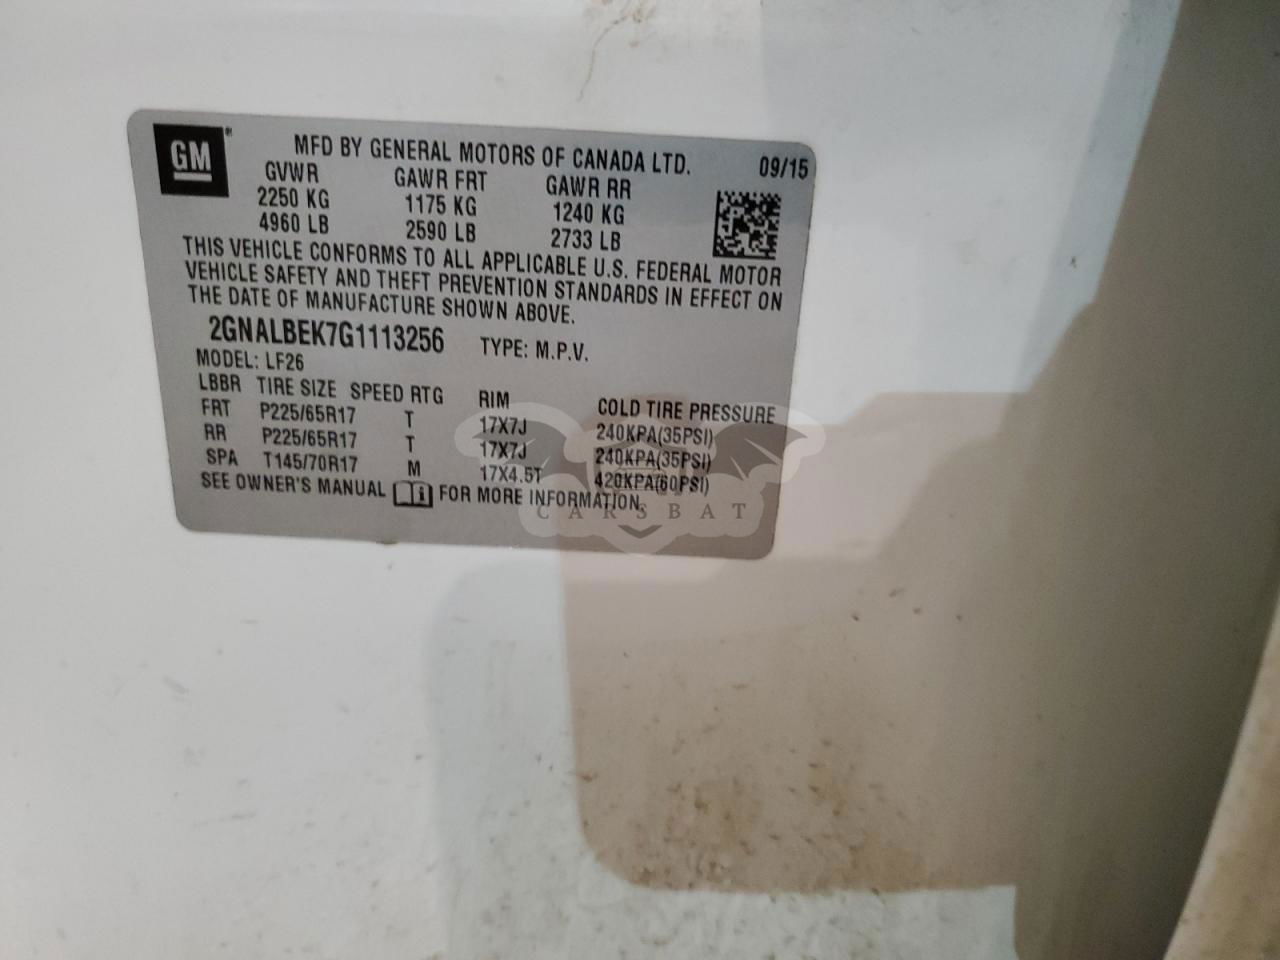 GM® MFD BY GENERAL MOTORS OF CANADA LTD. 09/15
GVWR GAWR FRT GAWR RR
2250 KG 1175 KG 1240 KG
4960 LB 2590 LB 2733 LB
THIS VEHICLE CONFORMS TO ALL APPLICABLE U.S. FEDERAL MOTOR
VEHICLE SAFETY AND THEFT PREVENTION STANDARDS IN EFFECT ON
THE DATE OF MANUFACTURE SHOWN ABOVE.
2GNALBEK7G1113256 TYPE: M.P.V.
MODEL: LF26
LBBR TIRE SIZE SPEED RTG RIM COLD TIRE PRESSURE
FRT P225/65R17 T 17X7J 240KPA(35PSI)
RR P225/65R17 T 17X7J 240KPA(35PSI)
SPA T145/70R17 M 17X4.5T 420KPA(60PSI)
SEE OWNER'S MANUAL i FOR MORE INFORMATION.
CARSBAT